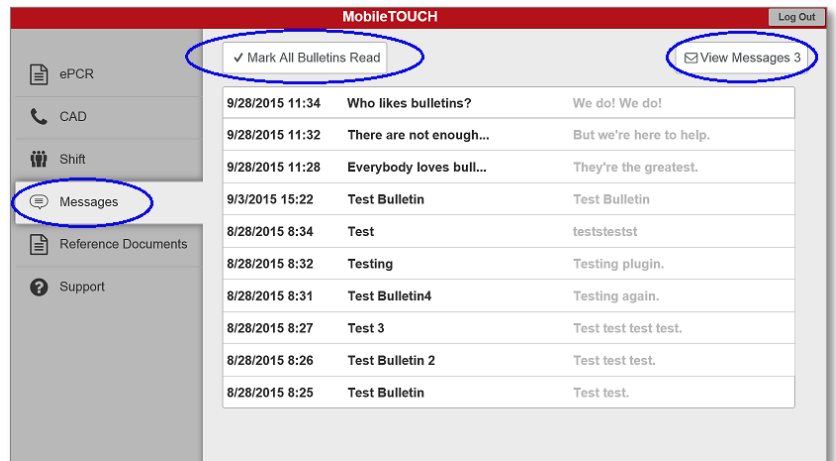 MobileTOUCH
Log Out
ePCR
CAD
Shift
Messages
Reference Documents
Support
✓ Mark All Bulletins Read
View Messages 3
9/28/2015 11:34 Who likes bulletins? We do! We do!
9/28/2015 11:32 There are not enough... But we're here to help.
9/28/2015 11:28 Everybody loves bull... They're the greatest.
9/3/2015 15:22 Test Bulletin Test Bulletin
8/28/2015 8:34 Test teststestst
8/28/2015 8:32 Testing Testing plugin.
8/28/2015 8:31 Test Bulletin4 Testing again.
8/28/2015 8:27 Test 3 Test test test test.
8/28/2015 8:26 Test Bulletin 2 Test test test.
8/28/2015 8:25 Test Bulletin Test test.